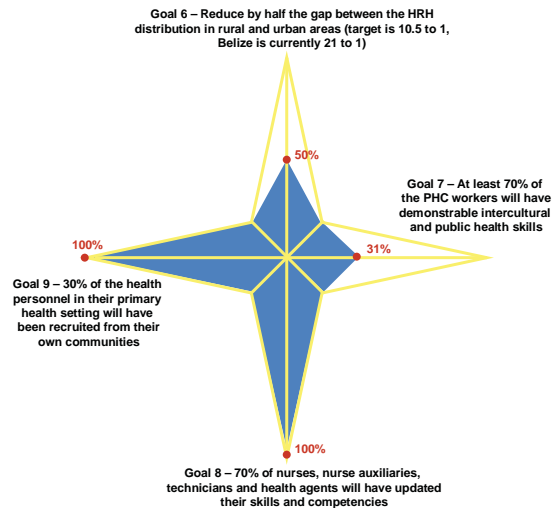 Goal 6 – Reduce by half the gap between the HRH
distribution in rural and urban areas (target is 10.5 to 1,
Belize is currently 21 to 1)
50%
Goal 7 – At least 70% of
the PHC workers will have
demonstrable intercultural
and public health skills
31%
100%
Goal 9 – 30% of the health
personnel in their primary
health setting will have
been recruited from their
own communities
100%
Goal 8 – 70% of nurses, nurse auxiliaries,
technicians and health agents will have updated
their skills and competencies